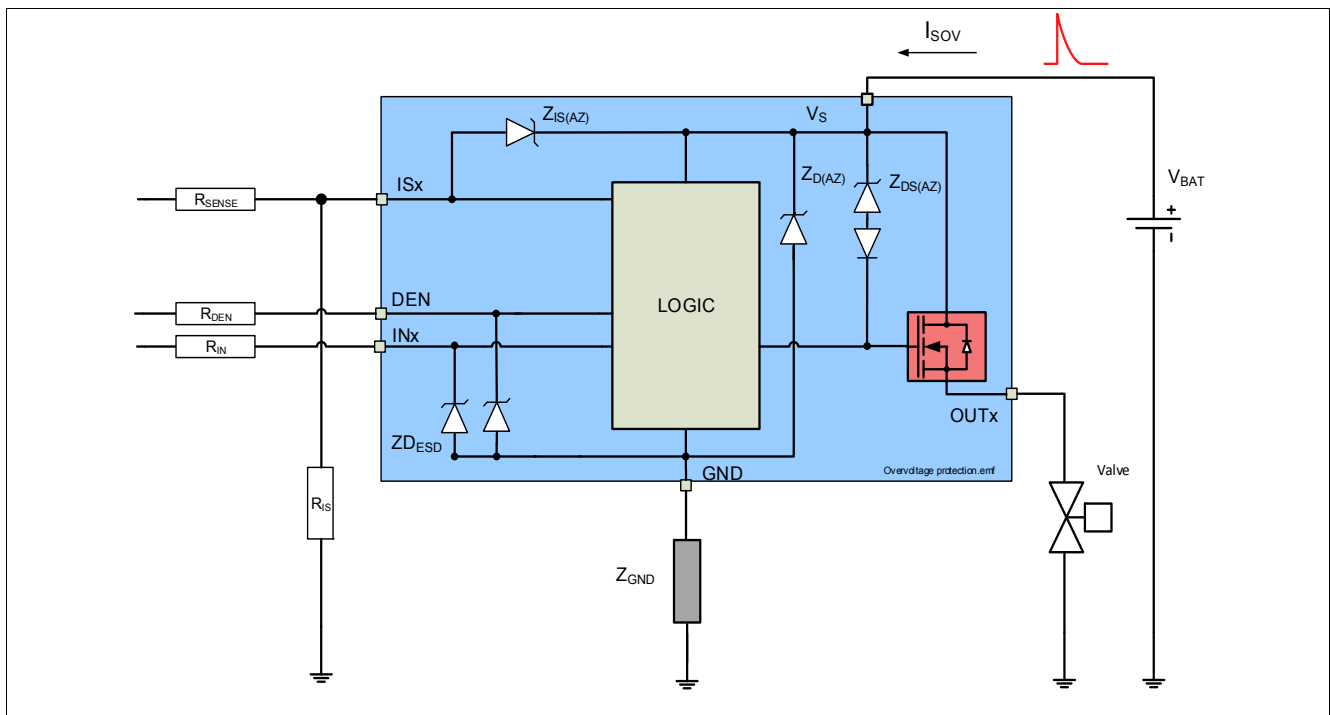 ISOV
ZIS(AZ)
VS
ZD(AZ)
ZDS(AZ)
VBAT
+
-
RSENSE
ISx
DEN
RDEN
INx
RIN
LOGIC
OUTx
ZDESD
GND
Overvoltage protection.emf
Valve
RIS
ZGND